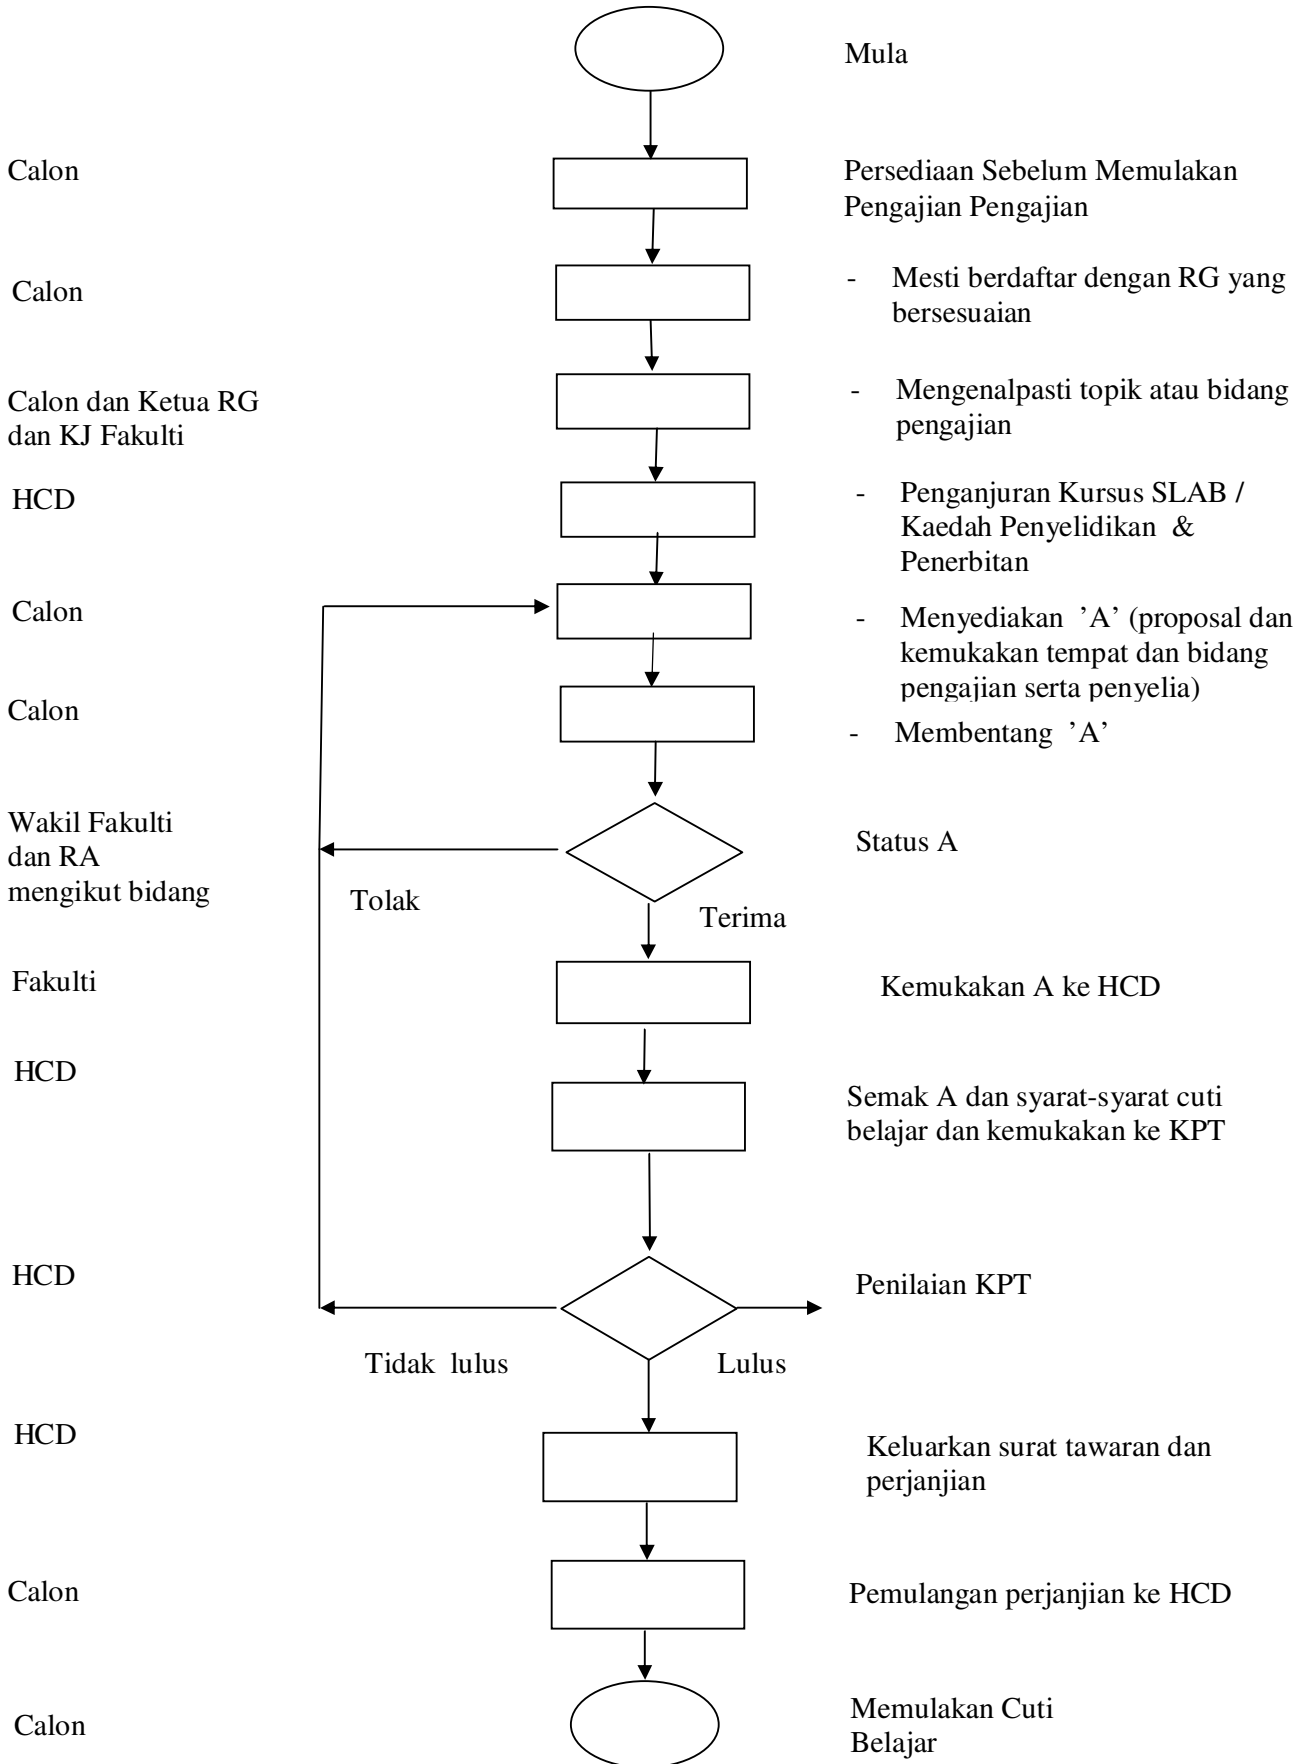 Mula
Calon
Persediaan Sebelum Memulakan
Pengajian Pengajian
Calon
- Mesti berdaftar dengan RG yang
bersesuaian
Calon dan Ketua RG
dan KJ Fakulti
- Mengenalpasti topik atau bidang
pengajian
HCD
- Penganjuran Kursus SLAB /
Kaedah Penyelidikan &
Penerbitan
Calon
- Menyediakan ’A’ (proposal dan
kemukakan tempat dan bidang
pengajian serta penyelia)
Calon
- Membentang ’A’
Wakil Fakulti
dan RA
mengikut bidang
Status A
Tolak
Terima
Fakulti
Kemukakan A ke HCD
HCD
Semak A dan syarat-syarat cuti
belajar dan kemukakan ke KPT
HCD
Penilaian KPT
Tidak lulus
Lulus
HCD
Keluarkan surat tawaran dan
perjanjian
Calon
Pemulangan perjanjian ke HCD
Calon
Memulakan Cuti
Belajar